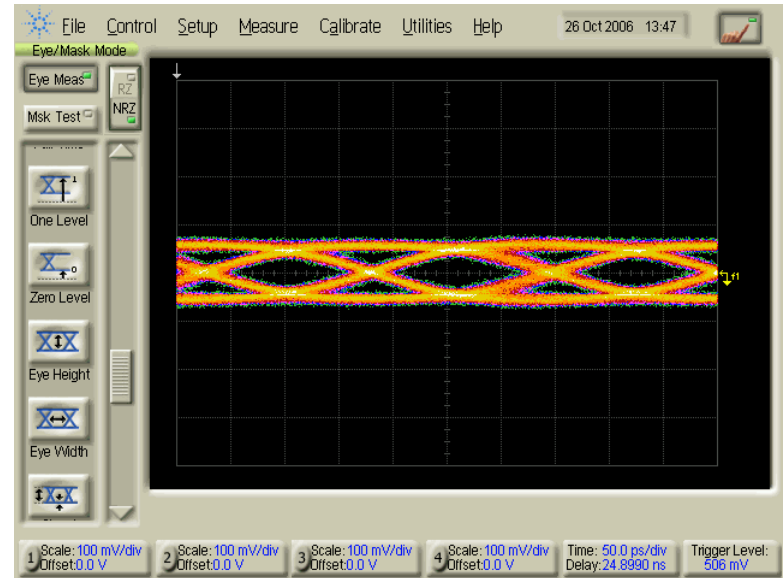 File Control Setup Measure Calibrate Utilities Help 26 Oct 2006 13:47
Eye/Mask Mode
Eye Meas
RZ
NRZ
Msk Test
One Level
Zero Level
Eye Height
Eye Width
f1
1 Scale: 100 mV/div
Offset:0.0 V
2 Scale: 100 mV/div
Offset:0.0 V
3 Scale: 100 mV/div
Offset:0.0 V
4 Scale: 100 mV/div
Offset:0.0 V
Time: 50.0 ps/div
Delay:24.8990 ns
Trigger Level:
506 mV